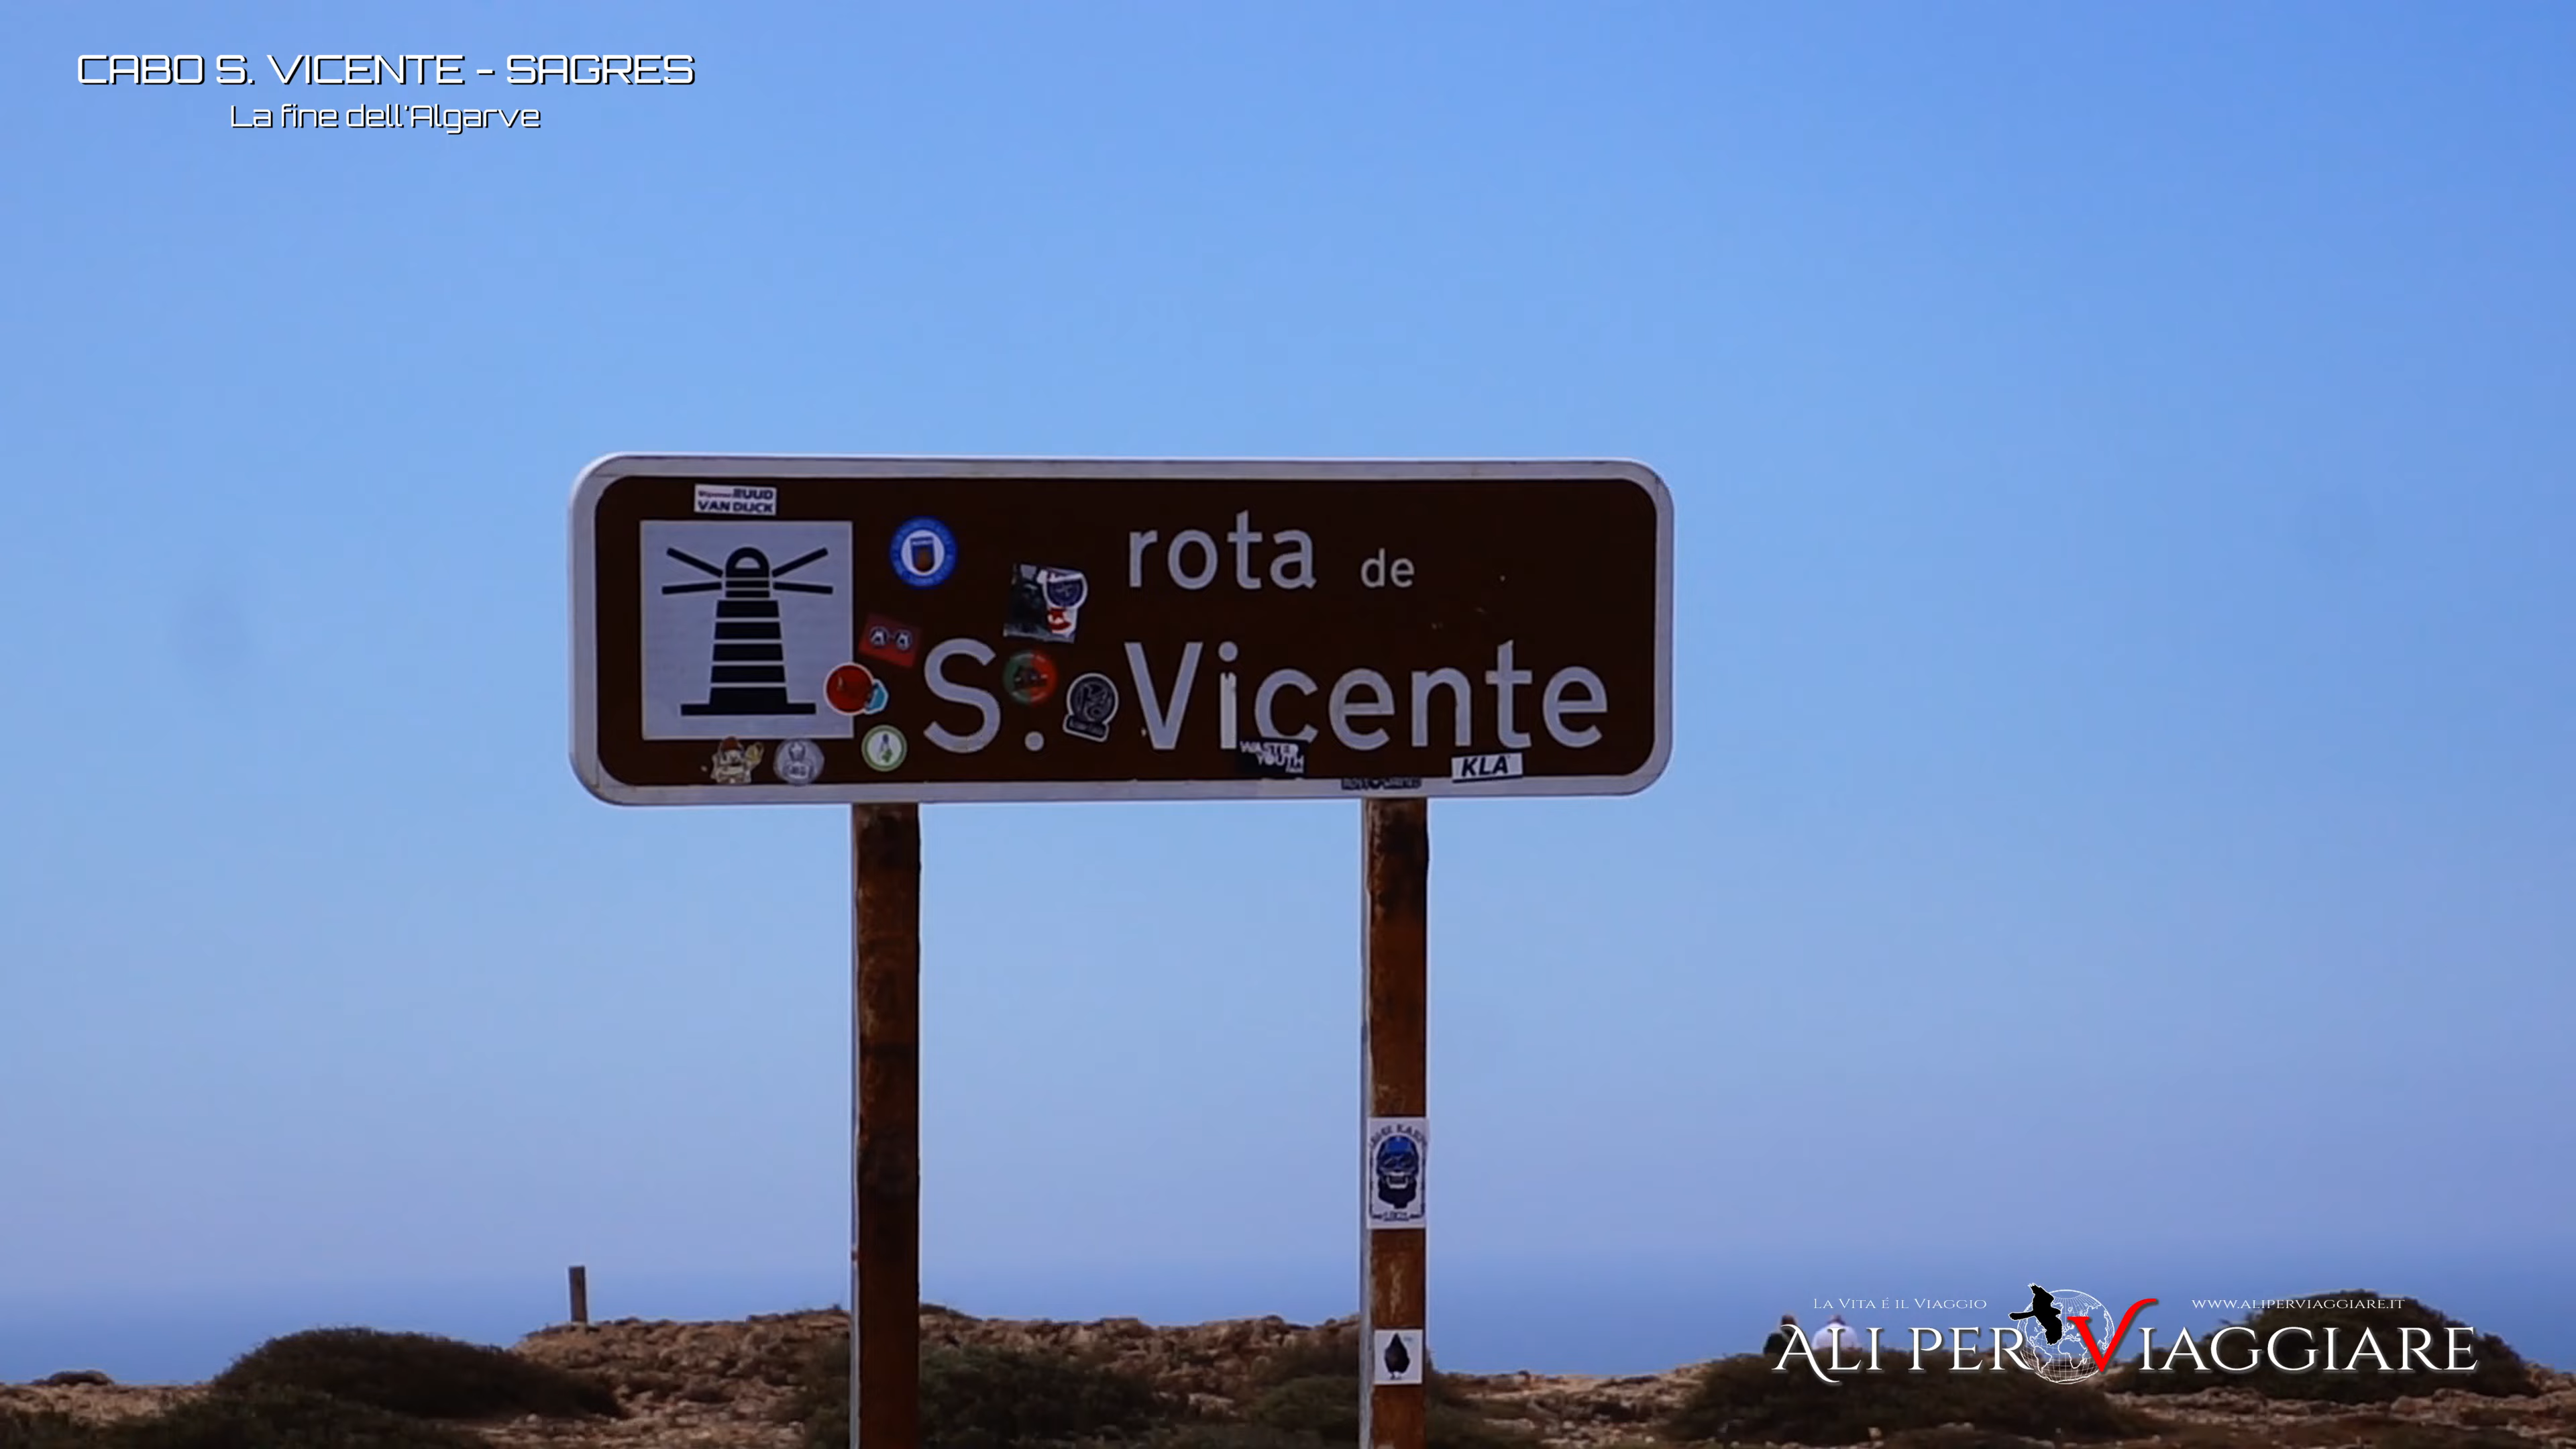 CABO S. VICENTE - SAGRES
La fine dell'Algarve
RUUD
VAN DIJCK
rota de
S. Vicente
WASTED
YOUTH
KLA
La Vita é il Viaggio
www.aliperviaggiare.it
Ali per Viaggiare